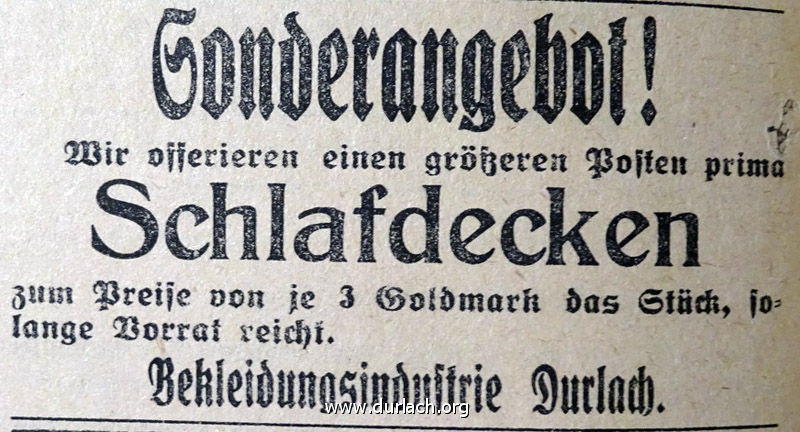 Sonderangebot!
Wir offerieren einen größeren Posten prima
Schlafdecken
zum Preise von je 3 Goldmark das Stück, so-
lange Vorrat reicht.
Bekleidungsindustrie Durlach.
www.durlach.org